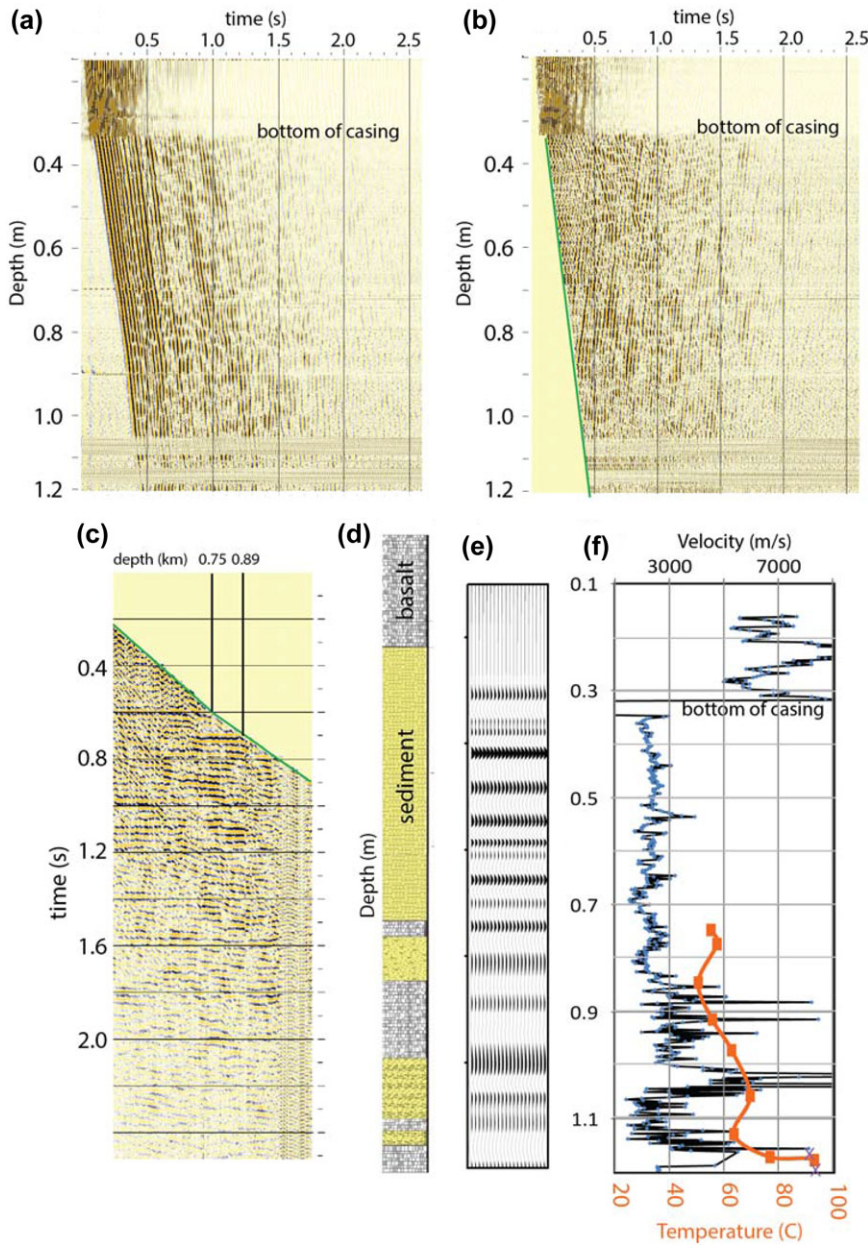 (a)
time (s)
0.5 1.0 1.5 2.0 2.5
bottom of casing
Depth (m)
0.4
0.6
0.8
1.0
1.2
(b)
time (s)
0.5 1.0 1.5 2.0 2.5
bottom of casing
Depth (m)
0.4
0.6
0.8
1.0
1.2
(c)
depth (km) 0.75 0.89
time (s)
0.4
0.8
1.2
1.6
2.0
(d)
Depth (m)
basalt
sediment
(e)
(f)
Velocity (m/s)
3000 7000
0.1
0.3
bottom of casing
0.5
0.7
0.9
1.1
20 40 60 80 100
Temperature (C)